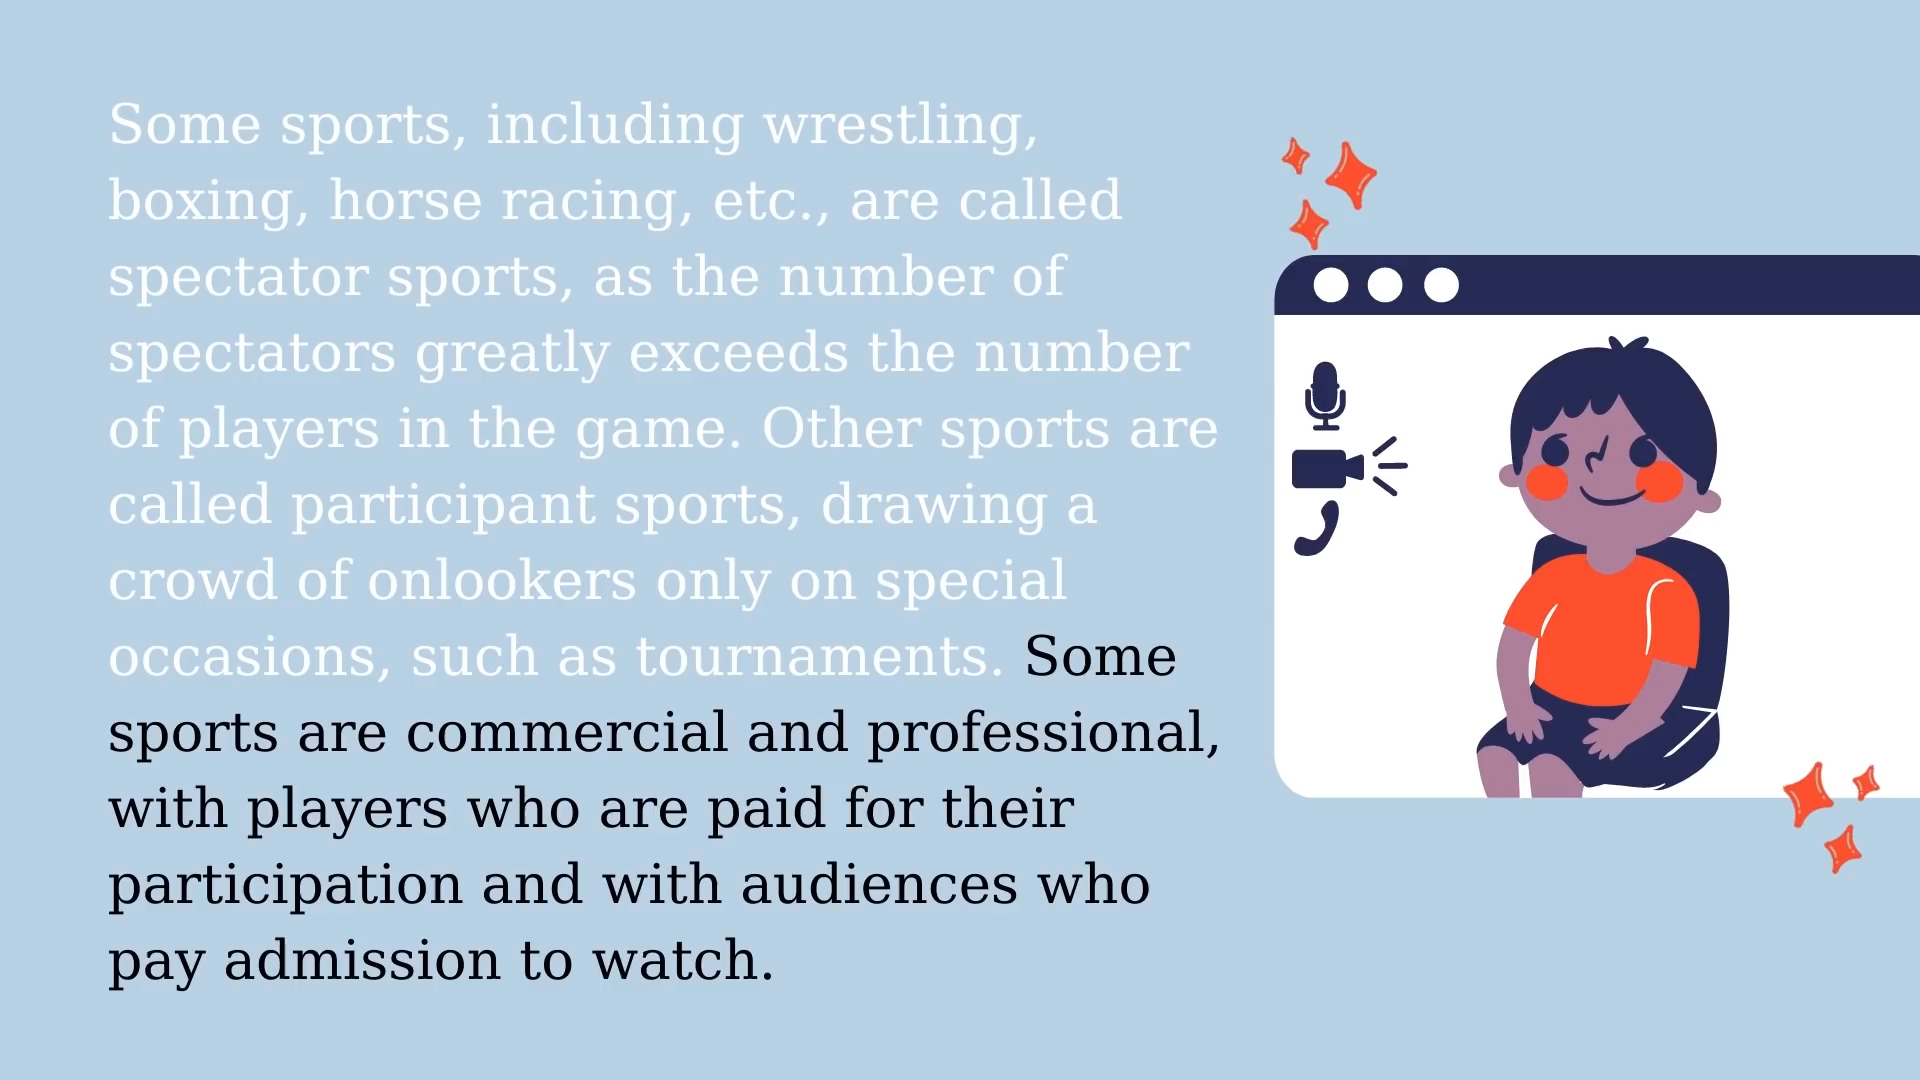 Some sports, including wrestling,
boxing, horse racing, etc., are called
spectator sports, as the number of
spectators greatly exceeds the number
of players in the game. Other sports are
called participant sports, drawing a
crowd of onlookers only on special
occasions, such as tournaments. Some
sports are commercial and professional,
with players who are paid for their
participation and with audiences who
pay admission to watch.